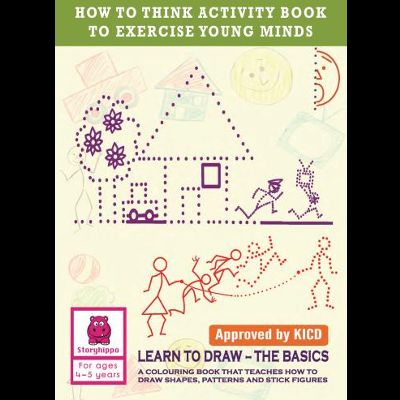 HOW TO THINK ACTIVITY BOOK
TO EXERCISE YOUNG MINDS
Approved by KICD
Storyhippo
For ages
4-5 years
LEARN TO DRAW – THE BASICS
A COLOURING BOOK THAT TEACHES HOW TO
DRAW SHAPES, PATTERNS AND STICK FIGURES